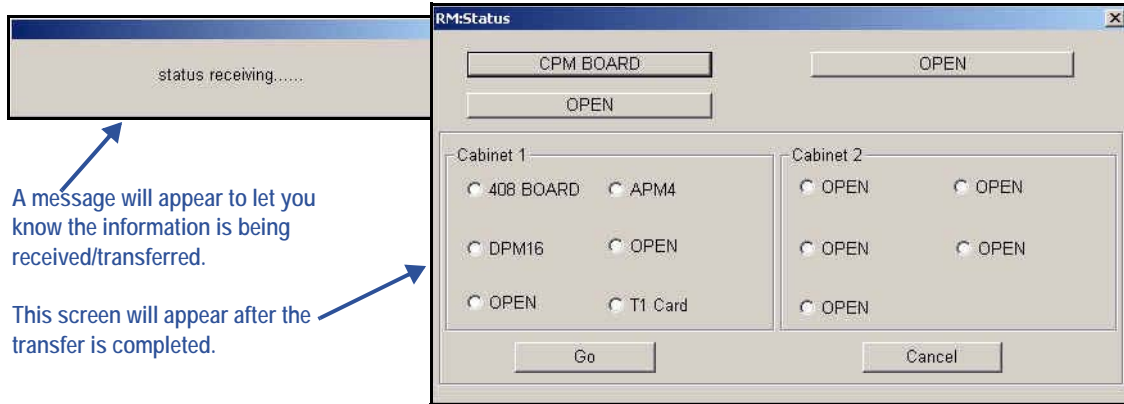 status receiving......
A message will appear to let you
know the information is being
received/transferred.
This screen will appear after the
transfer is completed.
RM:Status
CPM BOARD OPEN
OPEN
Cabinet 1 Cabinet 2
408 BOARD APM4 OPEN OPEN
DPM16 OPEN OPEN OPEN
OPEN T1 Card OPEN
Go Cancel